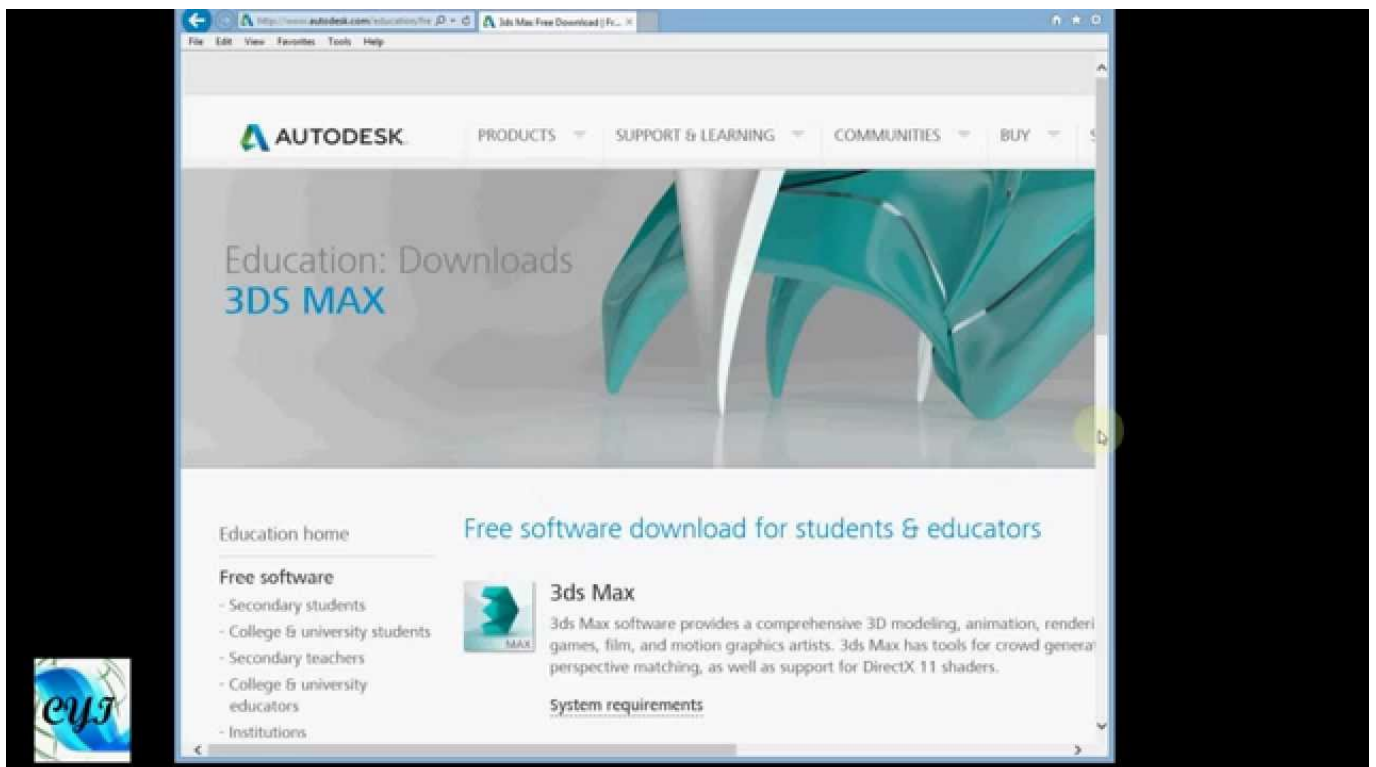 http://www.autodesk.com/education/fre
3ds Max Free Download | Fr...
File Edit View Favorites Tools Help
AUTODESK. PRODUCTS SUPPORT & LEARNING COMMUNITIES BUY
Education: Downloads
3DS MAX
Education home
Free software
- Secondary students
- College & university students
- Secondary teachers
- College & university
educators
- Institutions
Free software download for students & educators
3ds Max
3ds Max software provides a comprehensive 3D modeling, animation, renderi
games, film, and motion graphics artists. 3ds Max has tools for crowd genera
perspective matching, as well as support for DirectX 11 shaders.
System requirements
MAX
CYI